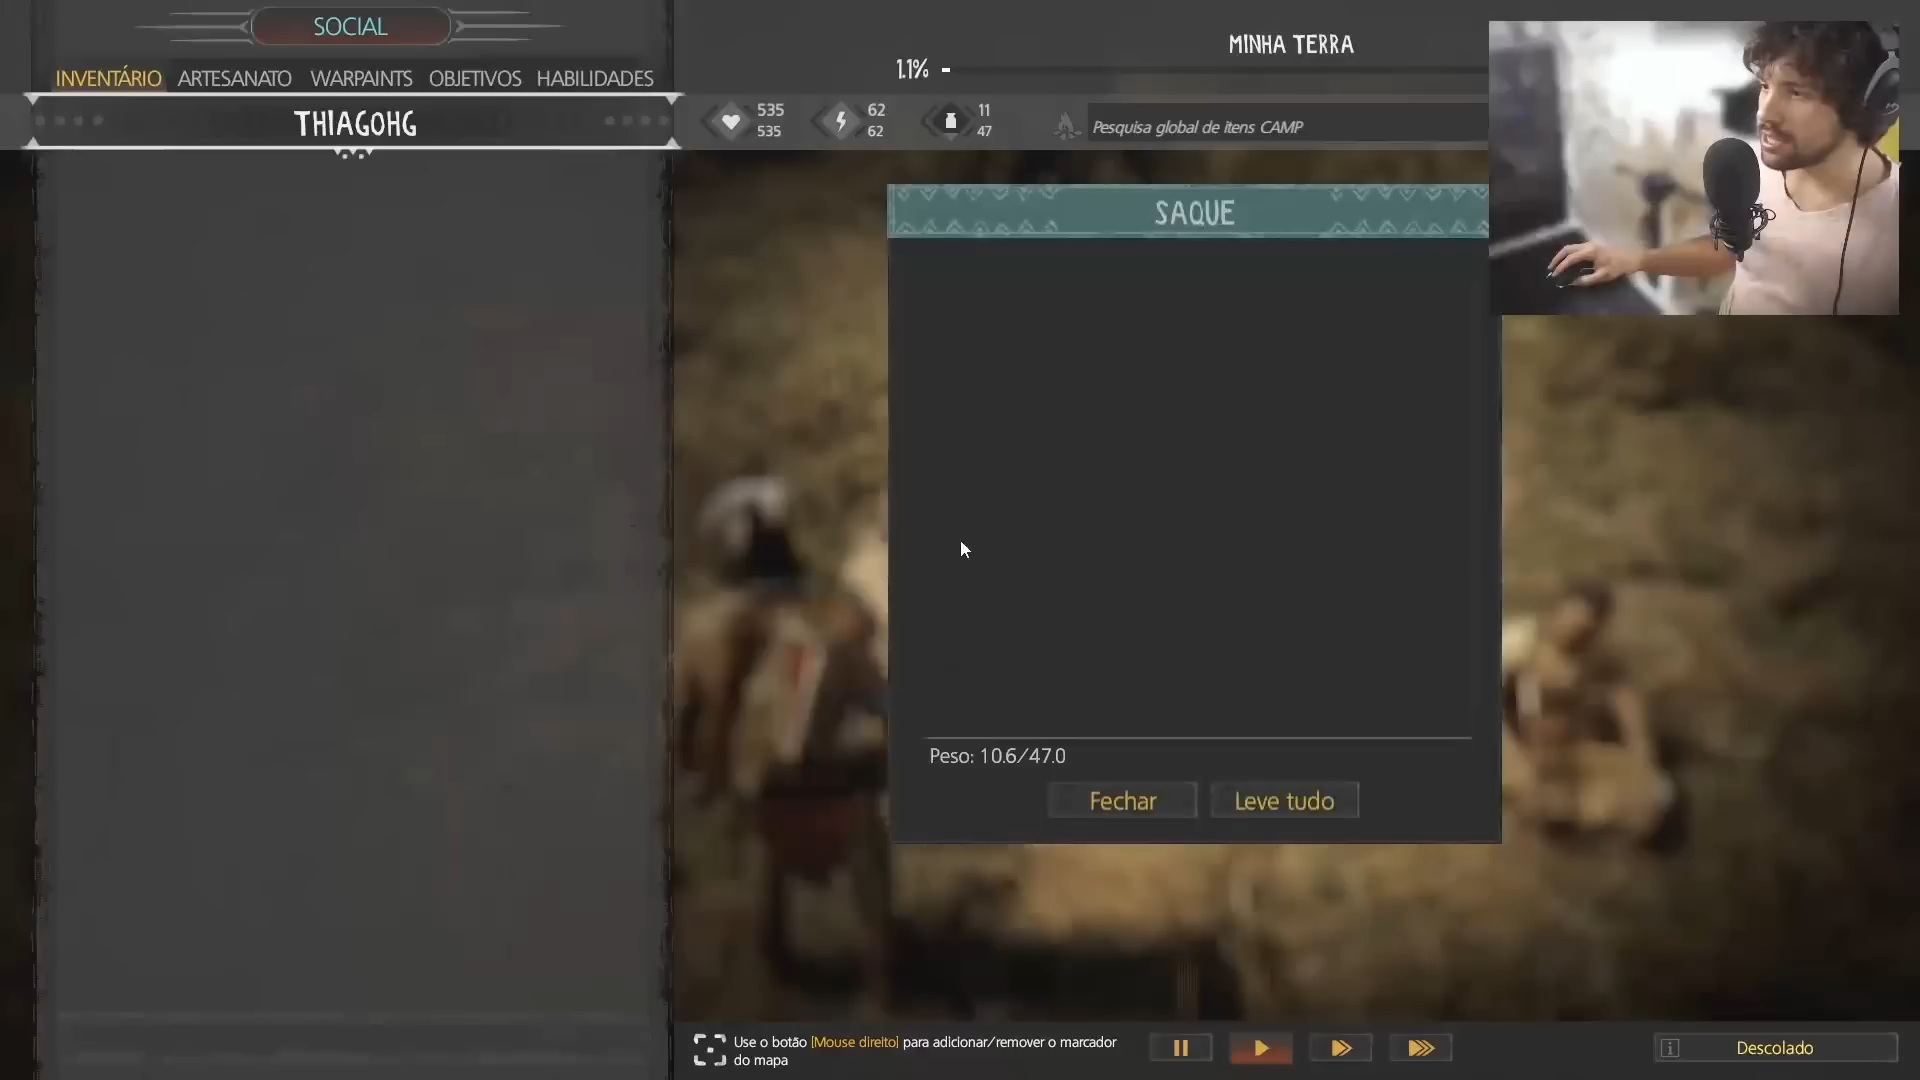 SOCIAL
MINHA TERRA
1.1%
INVENTÁRIO ARTESANATO WARPAINTS OBJETIVOS HABILIDADES
THIAGOHG
535
535
62
62
11
47
Pesquisa global de itens CAMP
SAQUE
Peso: 10.6/47.0
Fechar
Leve tudo
Use o botão [Mouse direito] para adicionar/remover o marcador
do mapa
Descolado